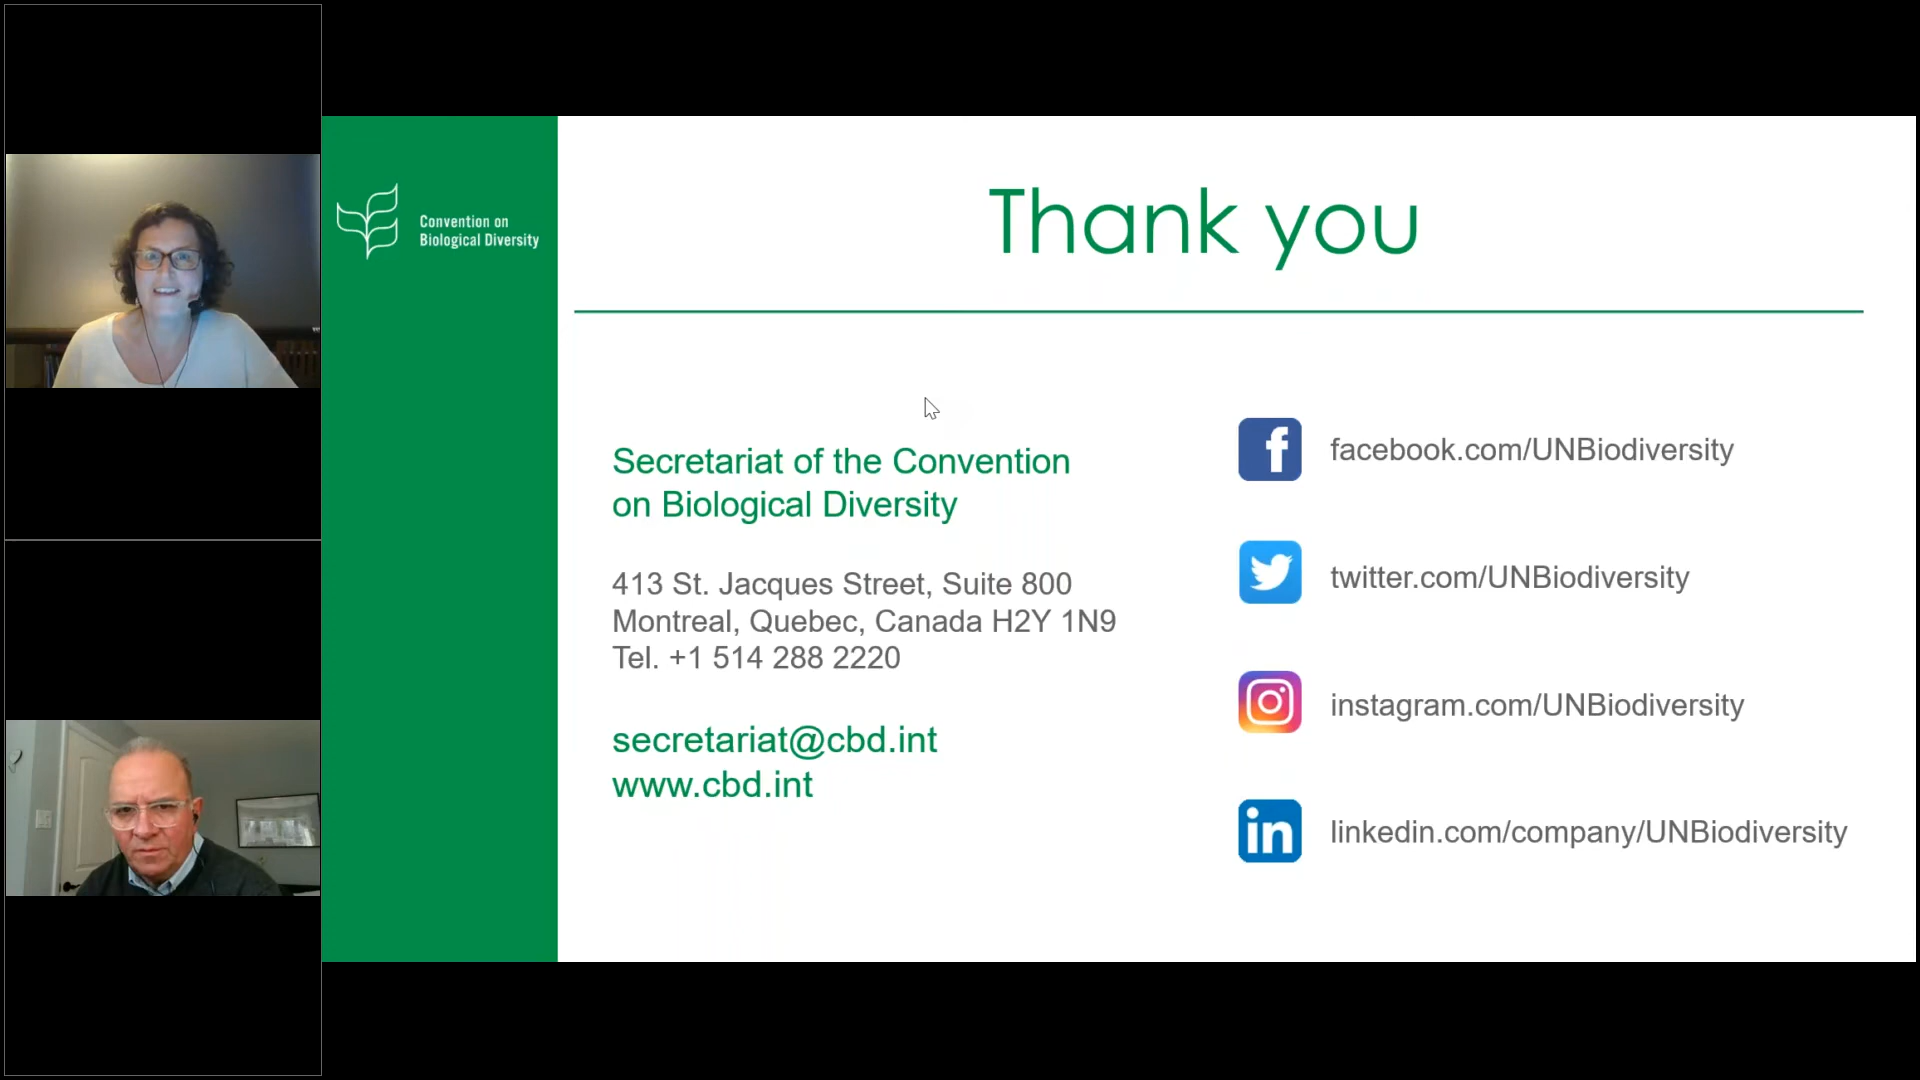 Convention on
Biological Diversity
Thank you
Secretariat of the Convention
on Biological Diversity
413 St. Jacques Street, Suite 800
Montreal, Quebec, Canada H2Y 1N9
Tel. +1 514 288 2220
secretariat@cbd.int
www.cbd.int
facebook.com/UNBiodiversity
twitter.com/UNBiodiversity
instagram.com/UNBiodiversity
linkedin.com/company/UNBiodiversity